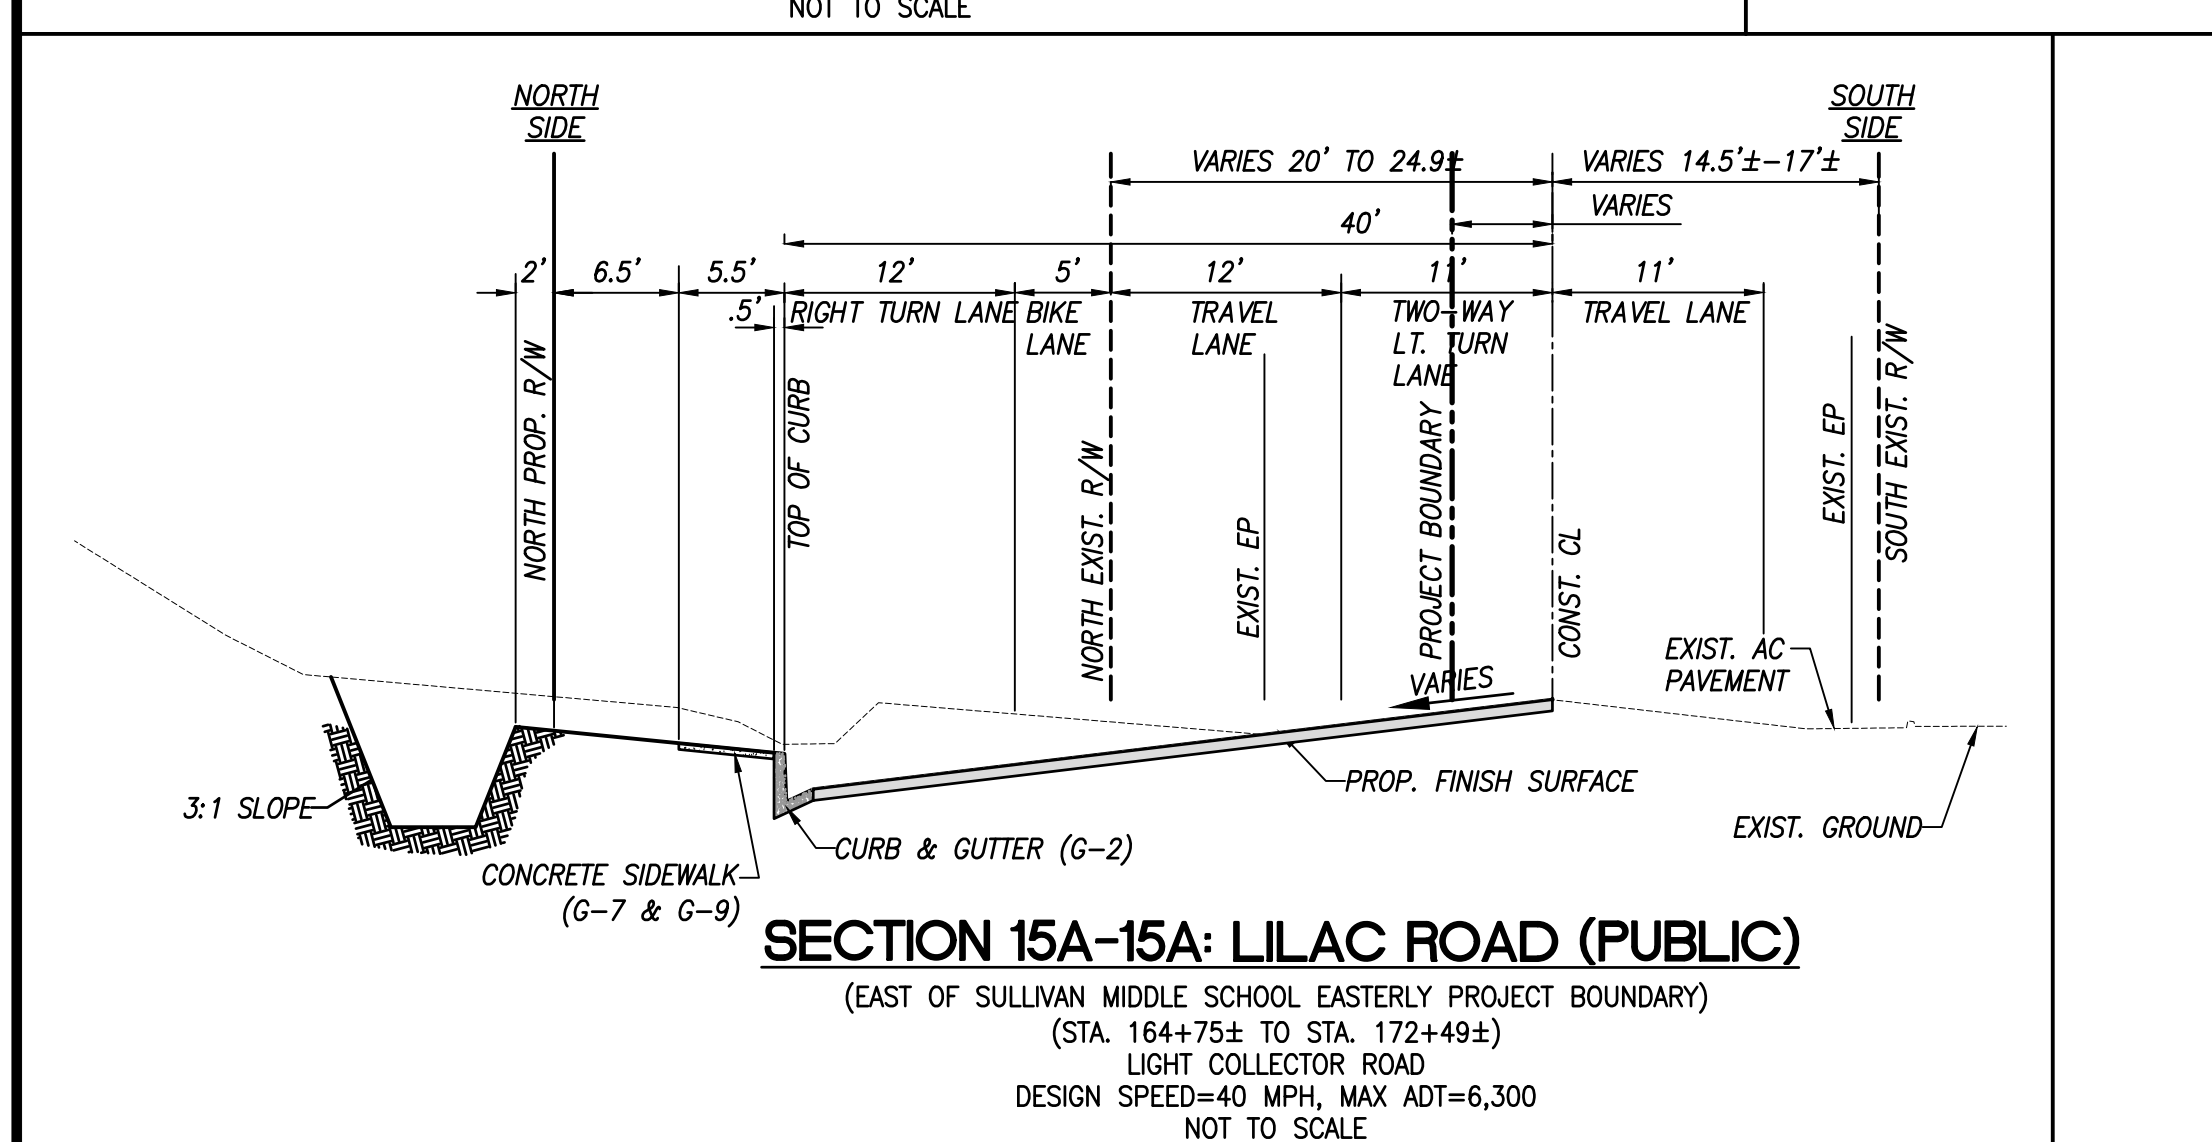 NOT TO SCALE
NORTH
SIDE
SOUTH
SIDE
VARIES 20' TO 24.9±
VARIES 14.5'±-17'±
VARIES
40'
2'
6.5'
5.5'
12'
5'
12'
11'
11'
.5'
RIGHT TURN LANE
BIKE
LANE
TRAVEL
LANE
TWO-WAY
LT. TURN
LANE
TRAVEL LANE
NORTH PROP. R/W
TOP OF CURB
NORTH EXIST. R/W
EXIST. EP
PROJECT BOUNDARY
CONST. CL
EXIST. EP
SOUTH EXIST. R/W
VARIES
EXIST. AC
PAVEMENT
3:1 SLOPE
PROP. FINISH SURFACE
EXIST. GROUND
CURB & GUTTER (G-2)
CONCRETE SIDEWALK
(G-7 & G-9)
SECTION 15A-15A: LILAC ROAD (PUBLIC)
(EAST OF SULLIVAN MIDDLE SCHOOL EASTERLY PROJECT BOUNDARY)
(STA. 164+75± TO STA. 172+49±)
LIGHT COLLECTOR ROAD
DESIGN SPEED=40 MPH, MAX ADT=6,300
NOT TO SCALE